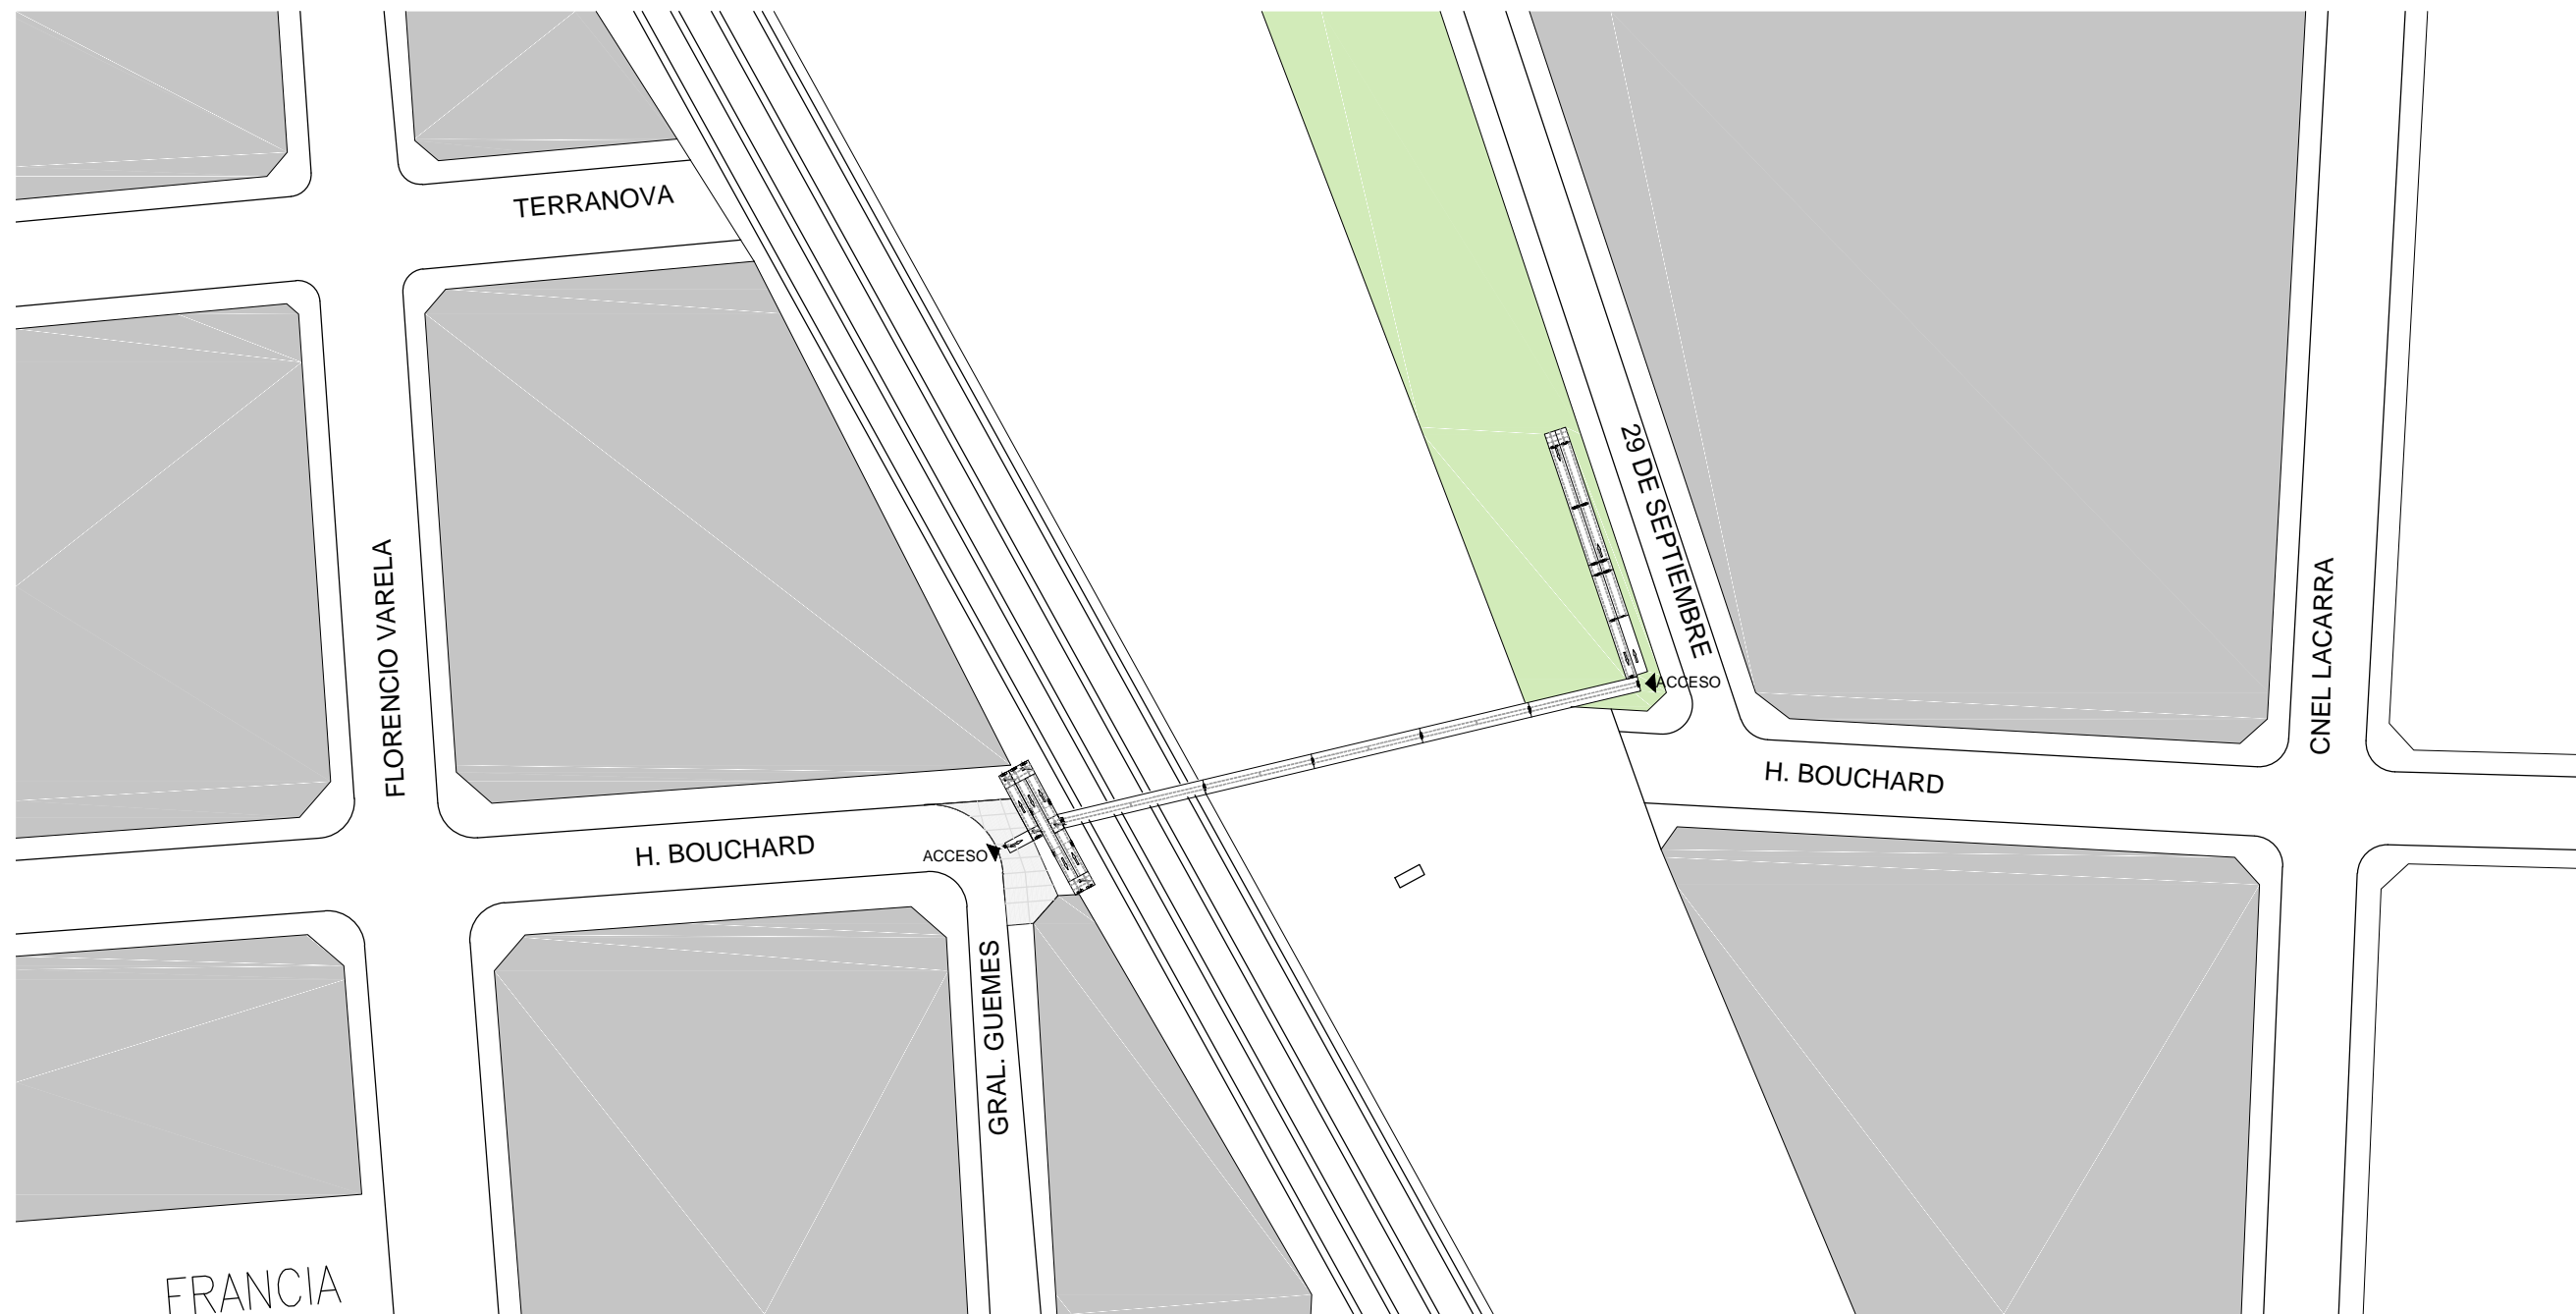 TERRANOVA
29 DE SEPTIEMBRE
FLORENCIO VARELA
CNEL LACARRA
ACCESO
H. BOUCHARD
H. BOUCHARD
ACCESO
GRAL. GUEMES
FRANCIA